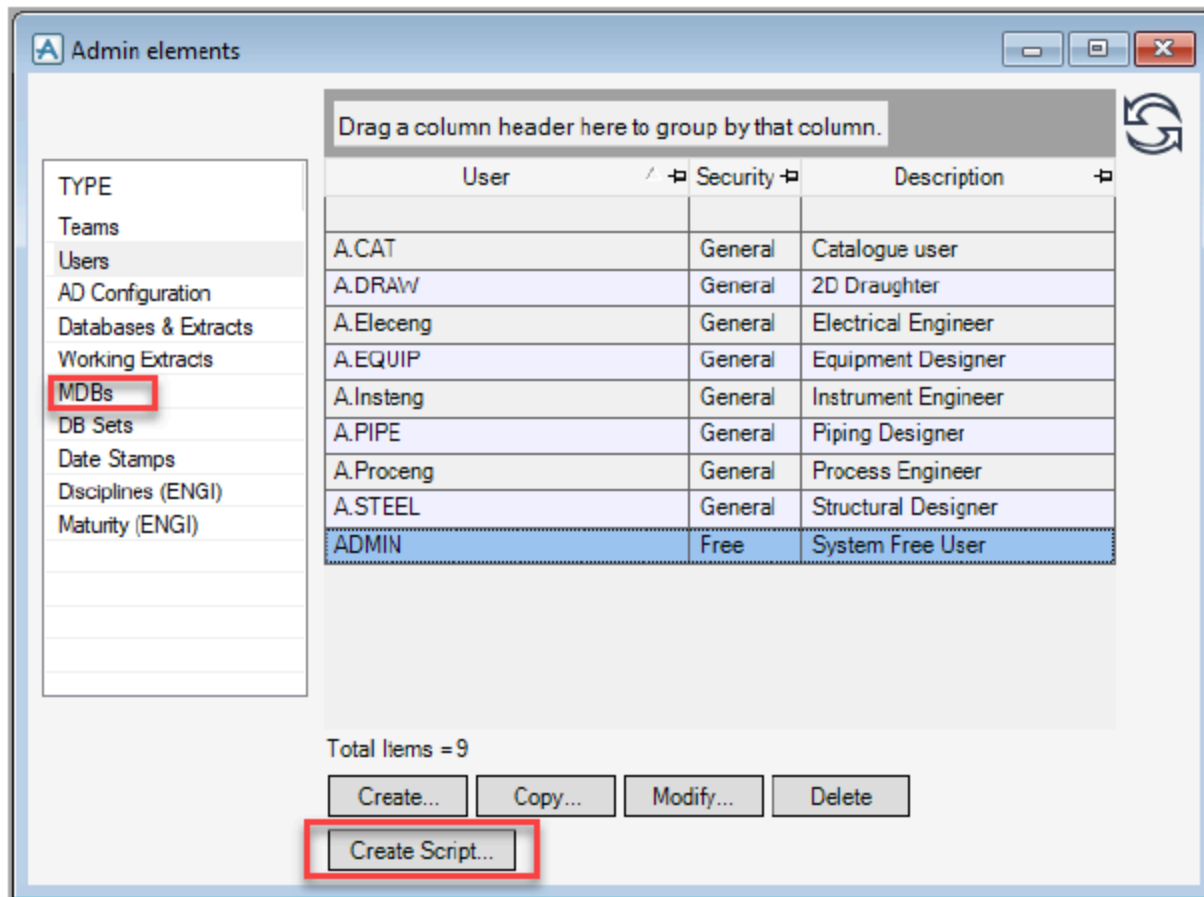 Admin elements
Drag a column header here to group by that column.
TYPE
Teams
Users
AD Configuration
Databases & Extracts
Working Extracts
MDBs
DB Sets
Date Stamps
Disciplines (ENGI)
Maturity (ENGI)
User Security Description
A.CAT General Catalogue user
A.DRAW General 2D Draughter
A.Eleceng General Electrical Engineer
A.EQUIP General Equipment Designer
A.Insteng General Instrument Engineer
A.PIPE General Piping Designer
A.Proceng General Process Engineer
A.STEEL General Structural Designer
ADMIN Free System Free User
Total Items = 9
Create... Copy... Modify... Delete
Create Script...